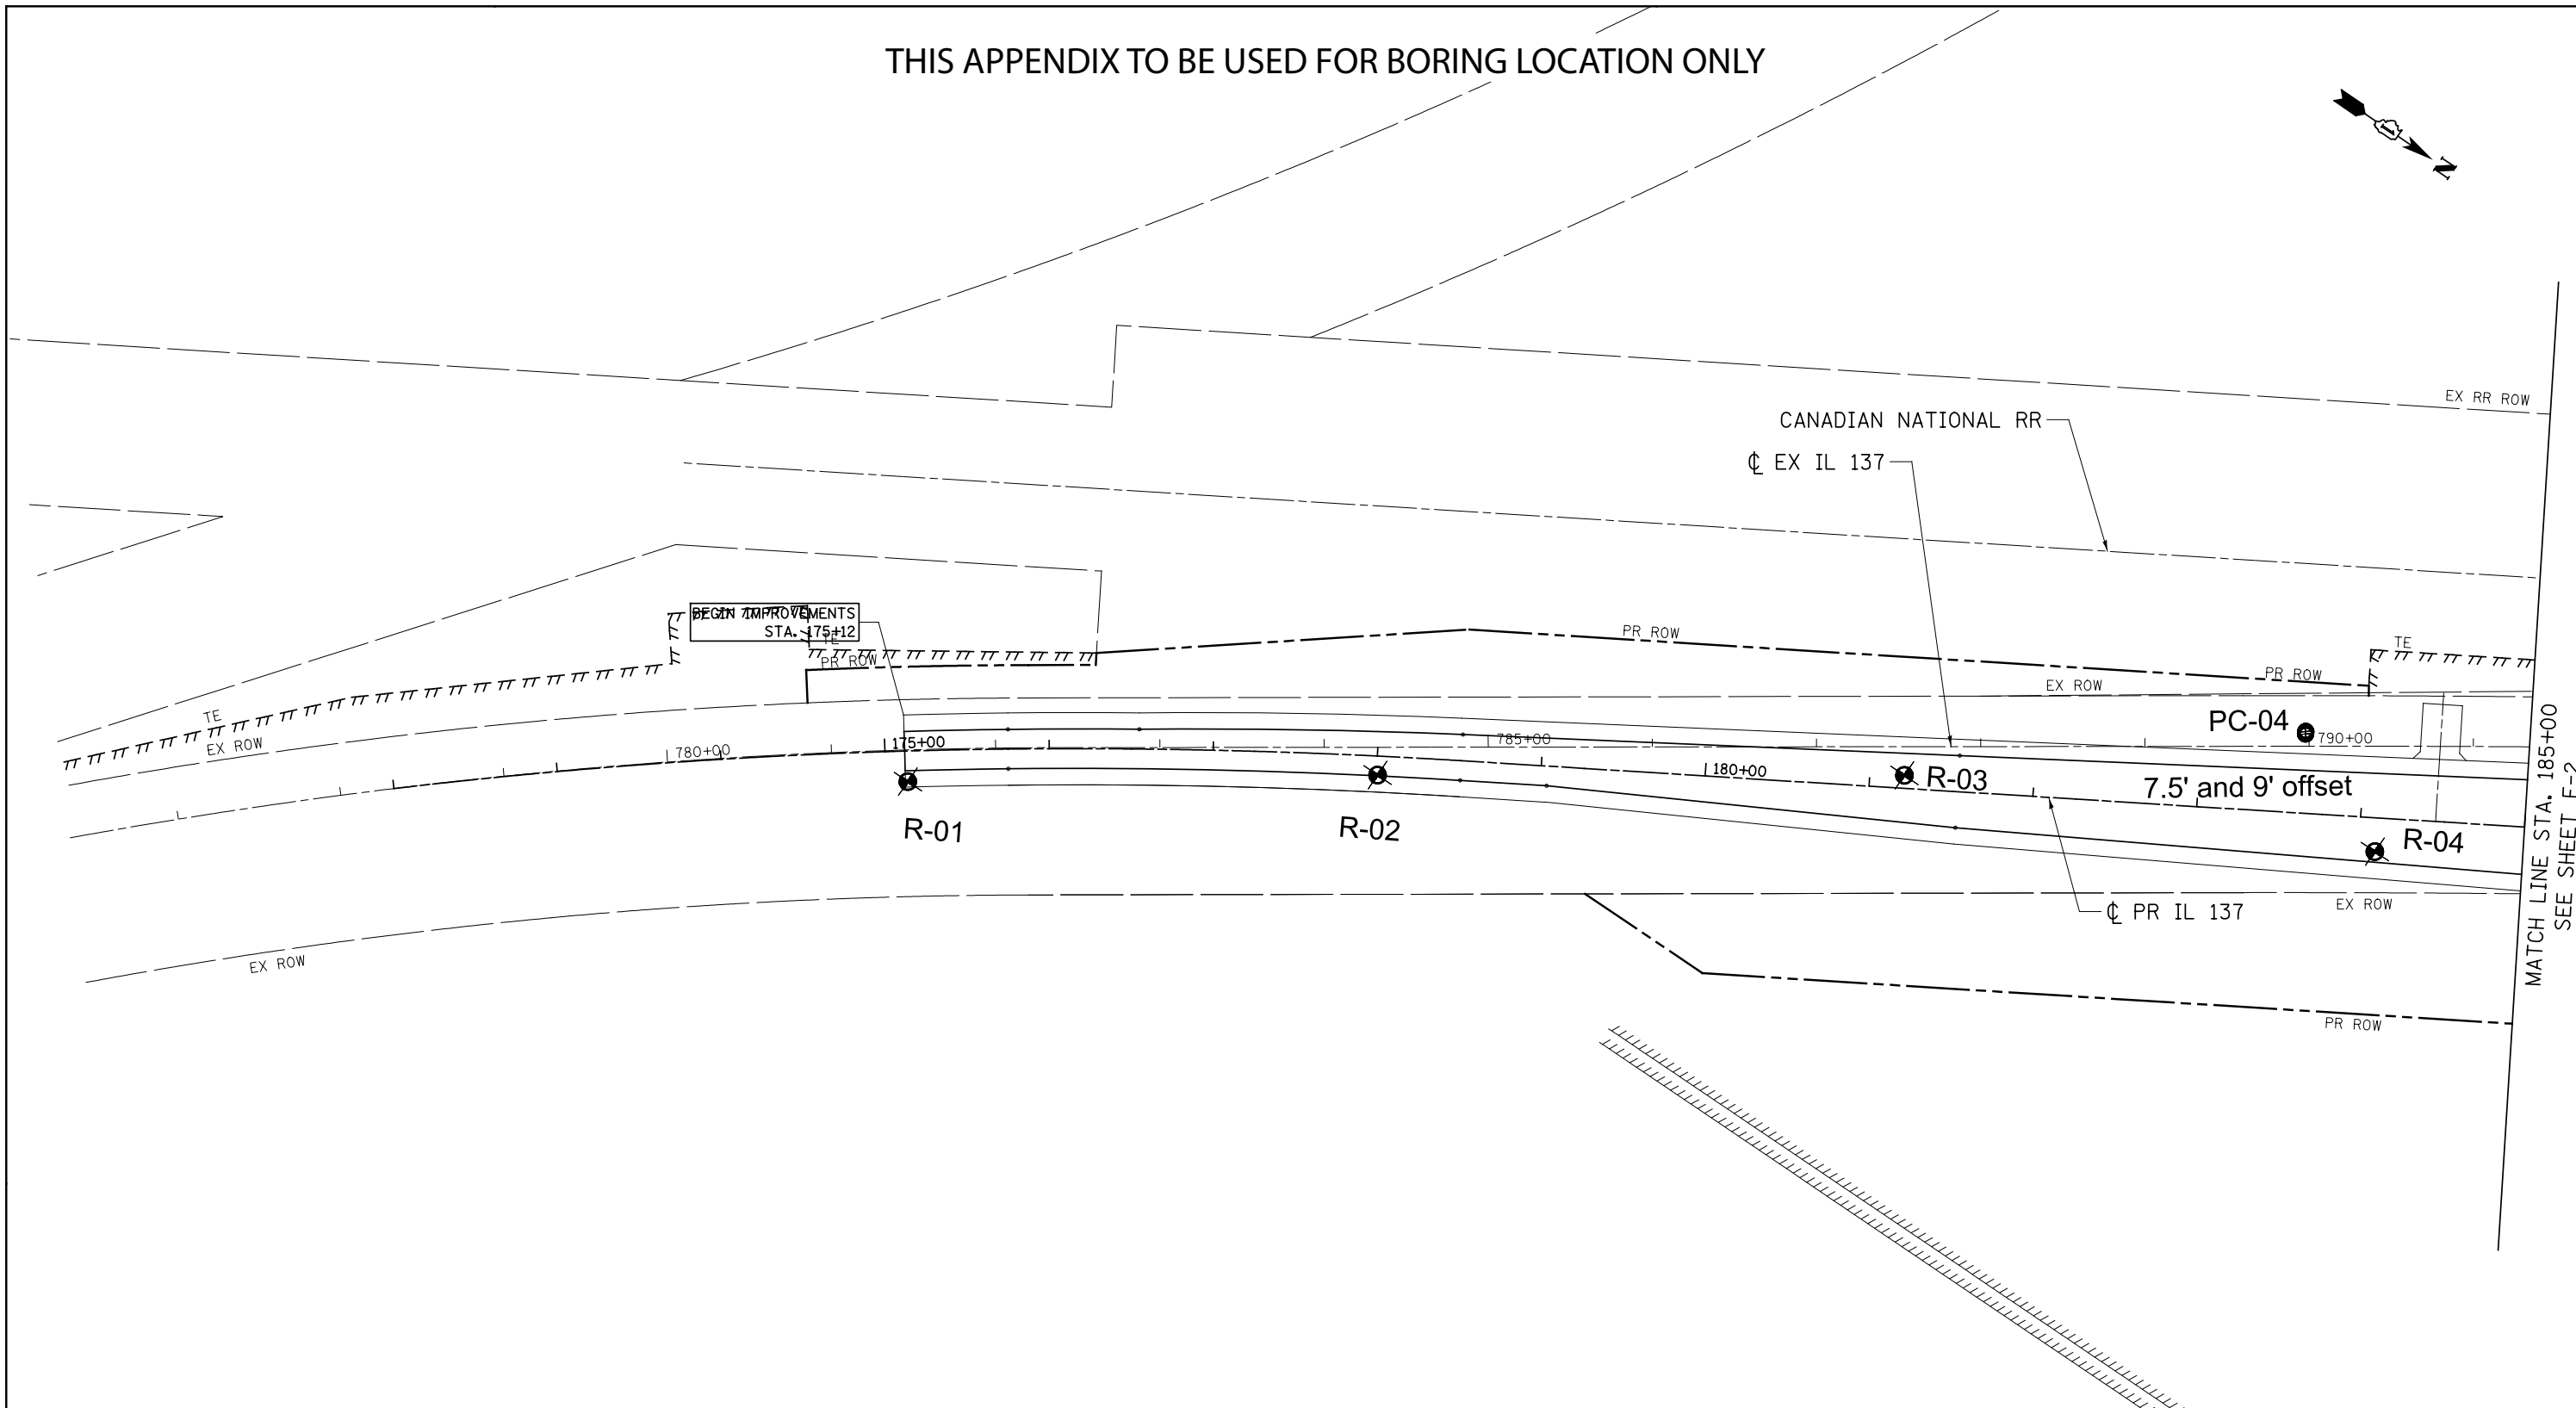 THIS APPENDIX TO BE USED FOR BORING LOCATION ONLY
N
EX RR ROW
CANADIAN NATIONAL RR
℄ EX IL 137
BEGIN IMPROVEMENTS
STA. 175+12
TE
PR ROW
PR ROW
TE
PR ROW
EX ROW
TE
EX ROW
PC-04
780+00
175+00
785+00
790+00
180+00
R-03
7.5' and 9' offset
R-01
R-02
R-04
℄ PR IL 137
EX ROW
EX ROW
PR ROW
MATCH LINE STA. 185+00
SEE SHEET F-2